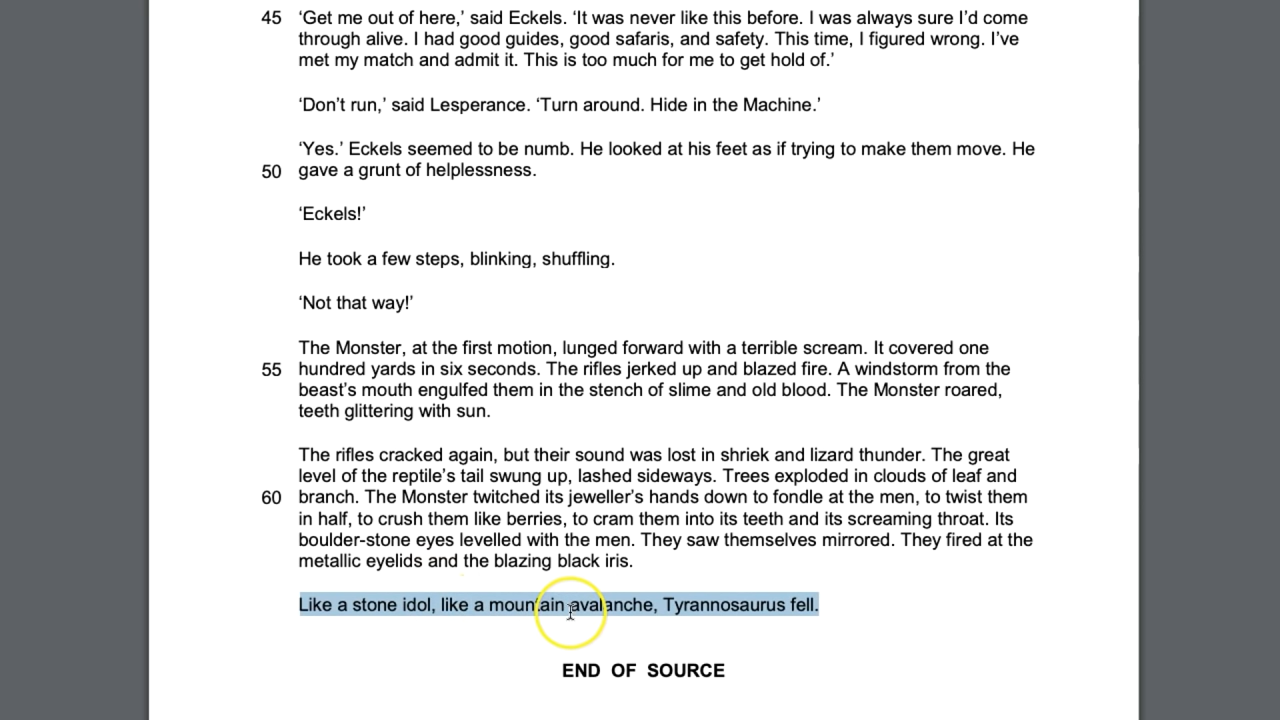 45 ‘Get me out of here,’ said Eckels. ‘It was never like this before. I was always sure I’d come
through alive. I had good guides, good safaris, and safety. This time, I figured wrong. I’ve
met my match and admit it. This is too much for me to get hold of.’
‘Don’t run,’ said Lesperance. ‘Turn around. Hide in the Machine.’
‘Yes.’ Eckels seemed to be numb. He looked at his feet as if trying to make them move. He
50 gave a grunt of helplessness.
‘Eckels!’
He took a few steps, blinking, shuffling.
‘Not that way!’
The Monster, at the first motion, lunged forward with a terrible scream. It covered one
55 hundred yards in six seconds. The rifles jerked up and blazed fire. A windstorm from the
beast’s mouth engulfed them in the stench of slime and old blood. The Monster roared,
teeth glittering with sun.
The rifles cracked again, but their sound was lost in shriek and lizard thunder. The great
level of the reptile’s tail swung up, lashed sideways. Trees exploded in clouds of leaf and
60 branch. The Monster twitched its jeweller’s hands down to fondle at the men, to twist them
in half, to crush them like berries, to cram them into its teeth and its screaming throat. Its
boulder-stone eyes levelled with the men. They saw themselves mirrored. They fired at the
metallic eyelids and the blazing black iris.
Like a stone idol, like a mountain avalanche, Tyrannosaurus fell.
END OF SOURCE